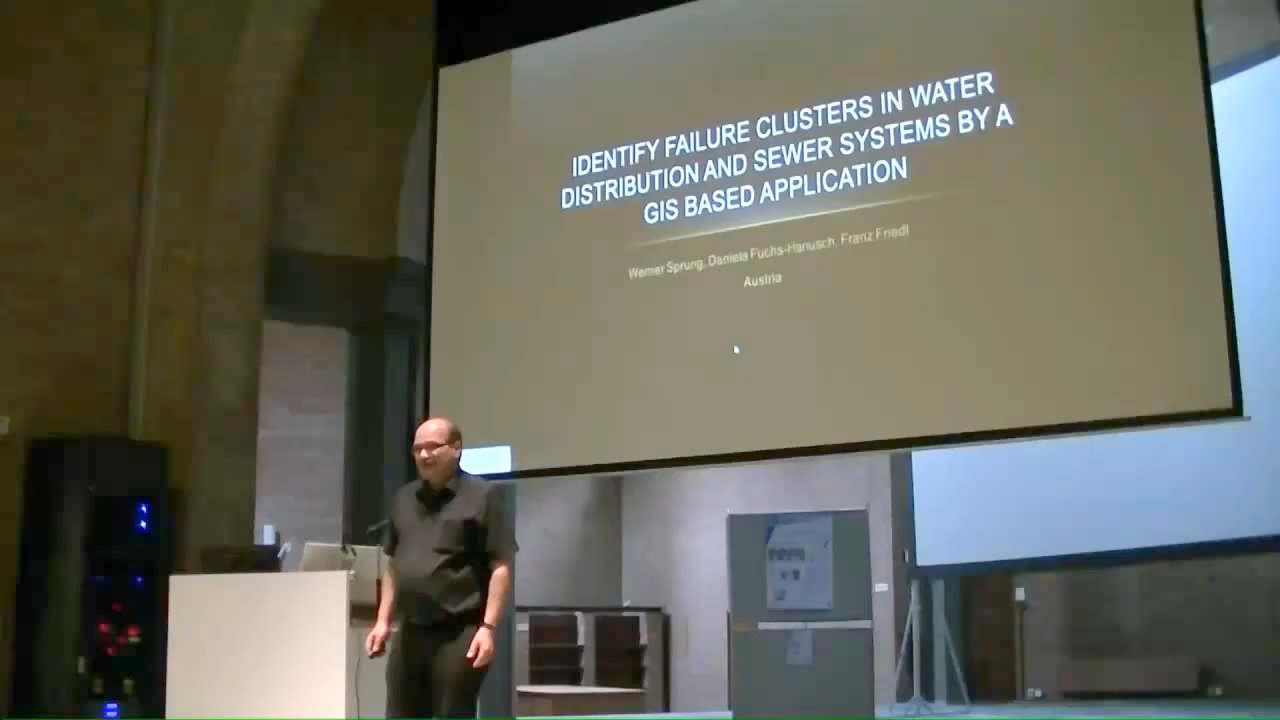 IDENTIFY FAILURE CLUSTERS IN WATER
DISTRIBUTION AND SEWER SYSTEMS BY A
GIS BASED APPLICATION
Werner Sprung, Daniela Fuchs-Hanusch, Franz Friedl
Austria